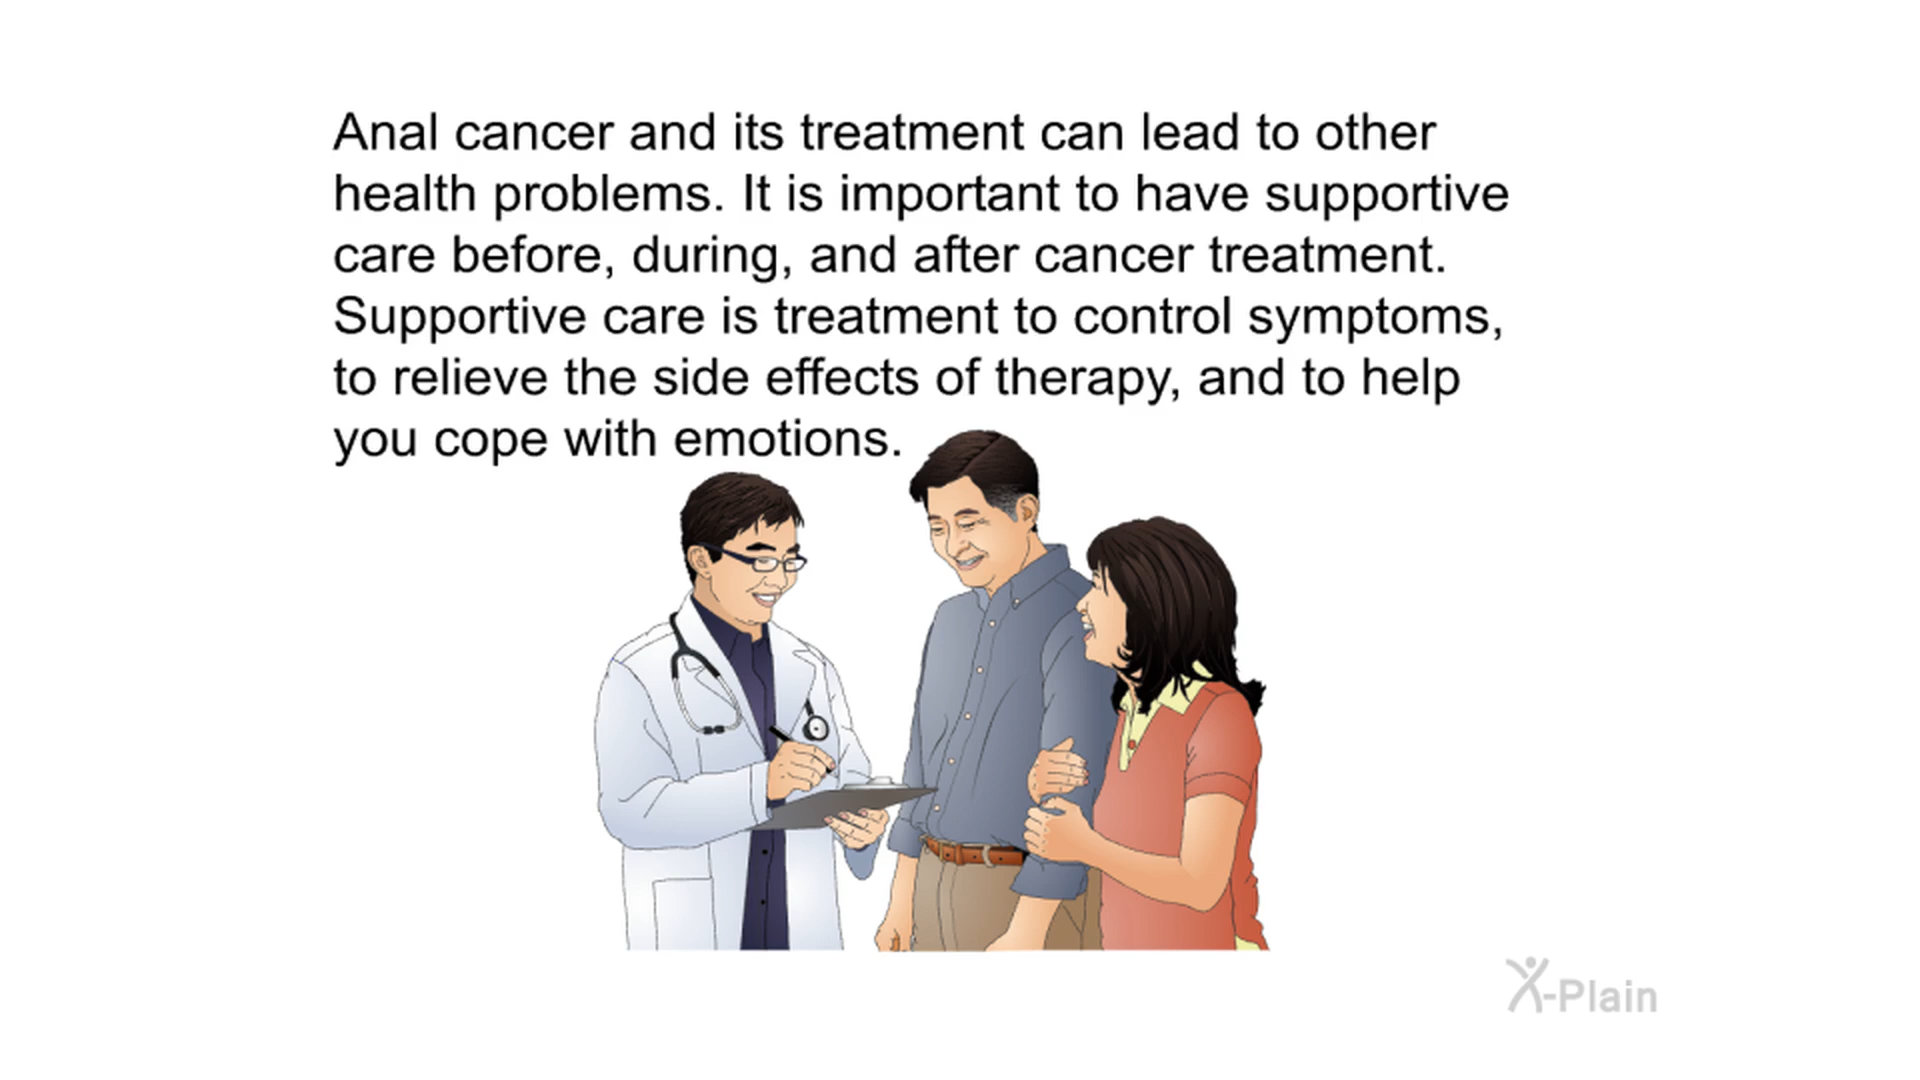 Anal cancer and its treatment can lead to other
health problems. It is important to have supportive
care before, during, and after cancer treatment.
Supportive care is treatment to control symptoms,
to relieve the side effects of therapy, and to help
you cope with emotions.
X-Plain